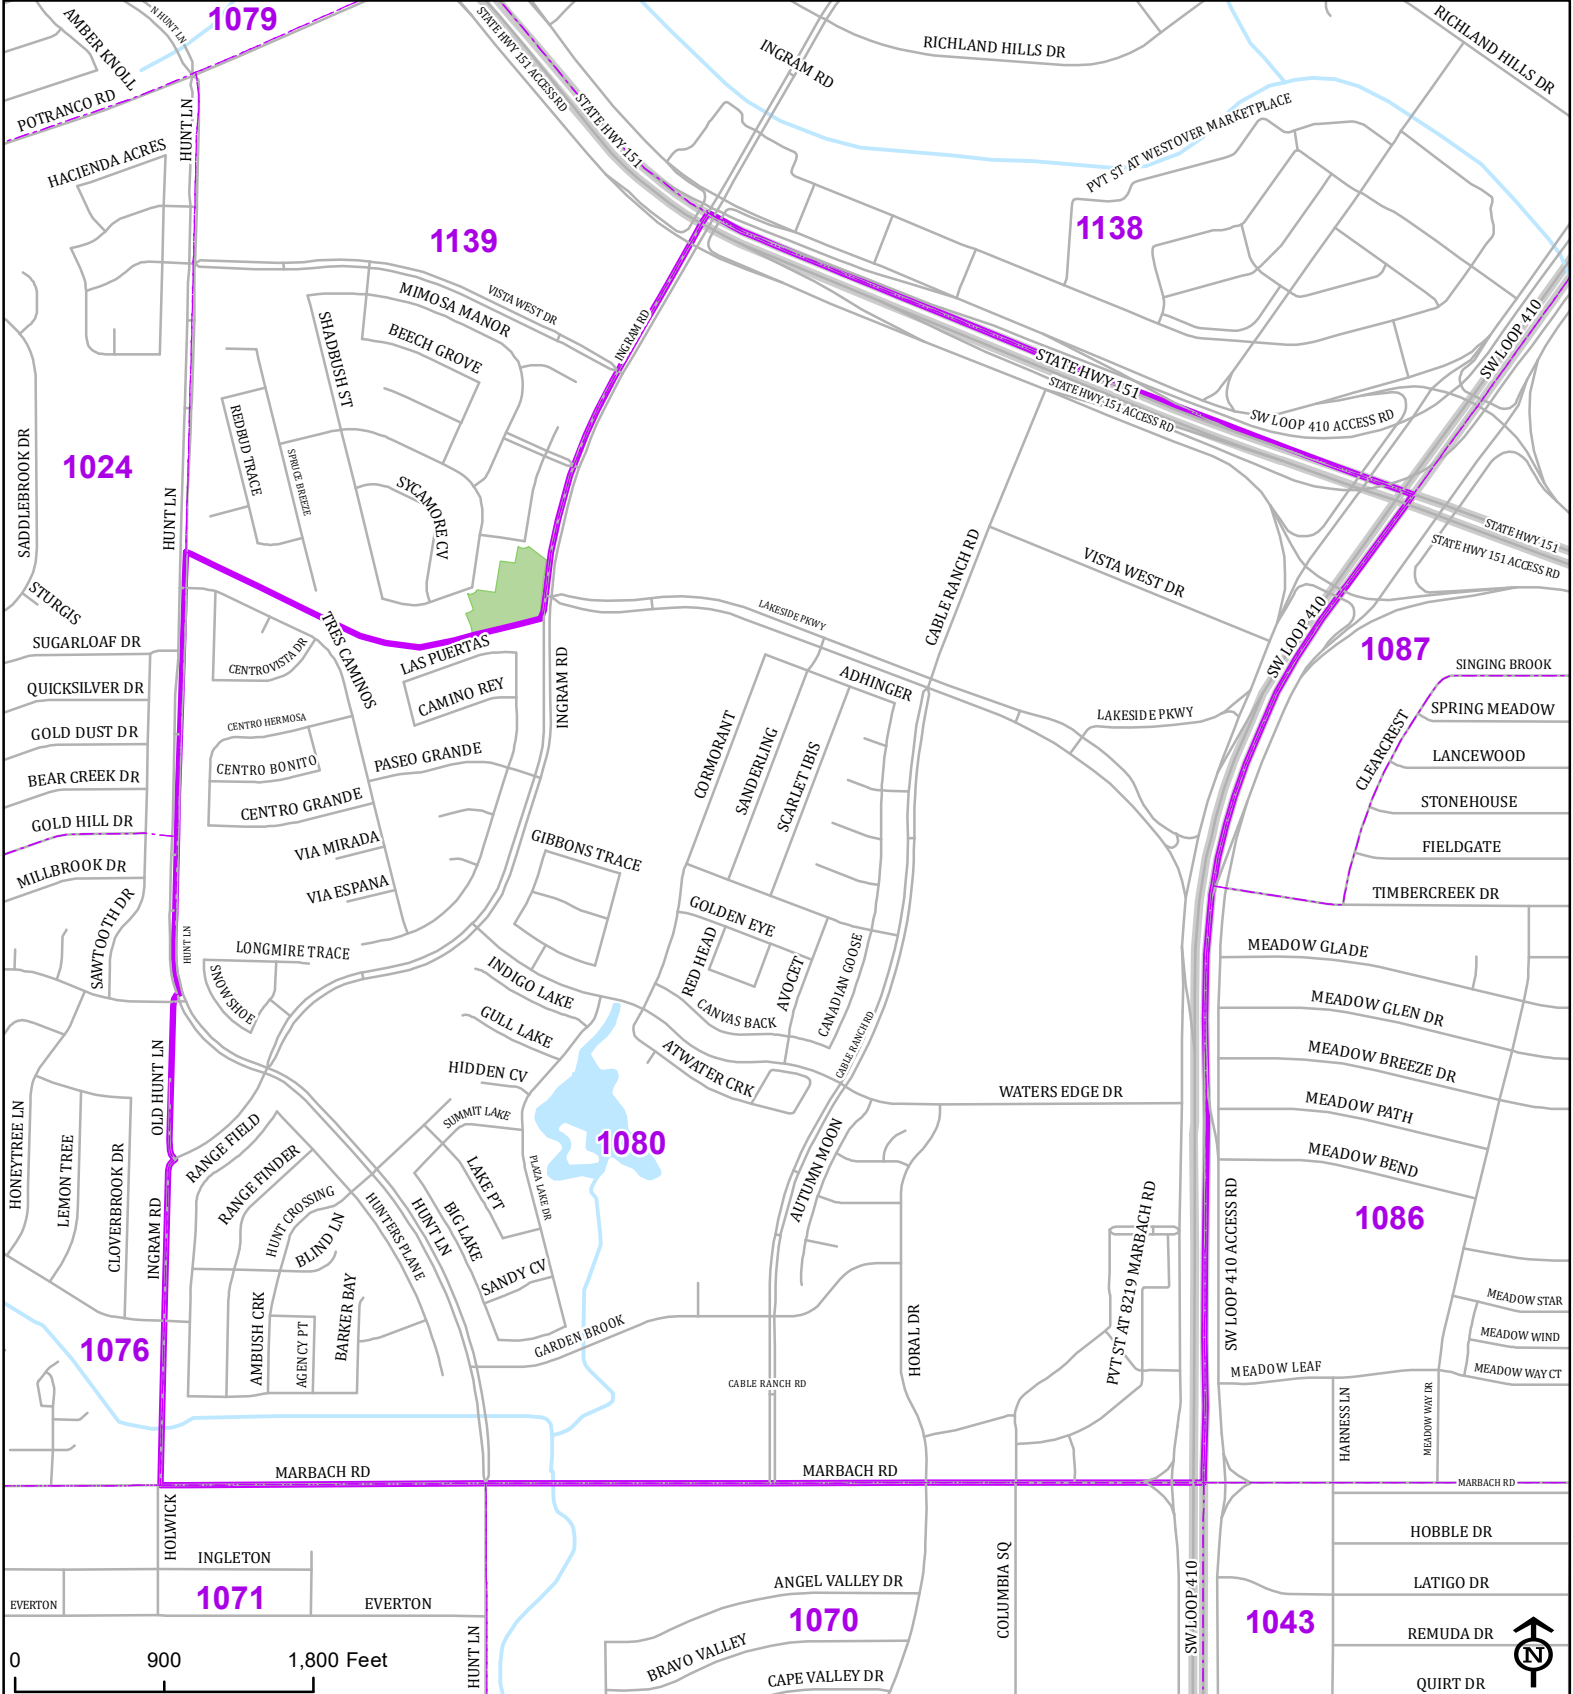 1079
N HUNT LN
AMBER KNOLL
POTRANCO RD
HUNT LN
HACIENDA ACRES
STATE HWY 151 ACCESS RD
STATE HWY 151
INGRAM RD
RICHLAND HILLS DR
RICHLAND HILLS DR
PVT ST AT WESTOVER MARKETPLACE
1139
1138
VISTA WEST DR
MIMOSA MANOR
BEECH GROVE
SHADBUSH ST
INGRAM RD
SW LOOP 410
STATE HWY 151
STATE HWY 151 ACCESS RD
SW LOOP 410 ACCESS RD
REDBUD TRACE
SPRUCE BREEZE
SYCAMORE CV
1024
SADDLEBROOK DR
HUNT LN
STATE HWY 151
STATE HWY 151 ACCESS RD
CABLE RANCH RD
VISTA WEST DR
STURGIS
LAKESIDE PKWY
SW LOOP 410
1087
SUGARLOAF DR
QUICKSILVER DR
GOLD DUST DR
BEAR CREEK DR
GOLD HILL DR
MILLBROOK DR
SAWTOOTH DR
TRES CAMINOS
CENTROVISTA DR
LAS PUERTAS
CAMINO REY
CENTRO HERMOSA
CENTRO BONITO
PASEO GRANDE
CENTRO GRANDE
VIA MIRADA
VIA ESPANA
INGRAM RD
ADHINGER
CORMORANT
SANDERLING
SCARLET IBIS
LAKESIDE PKWY
SINGING BROOK
SPRING MEADOW
CLEARCREST
LANCEWOOD
STONEHOUSE
FIELDGATE
TIMBERCREEK DR
GIBBONS TRACE
GOLDEN EYE
RED HEAD
AVOCET
CANADIAN GOOSE
CANVAS BACK
HUNT LN
LONGMIRE TRACE
SNOW SHOE
INDIGO LAKE
GULL LAKE
HIDDEN CV
ATWATER CRK
CABLE RANCH RD
MEADOW GLADE
MEADOW GLEN DR
MEADOW BREEZE DR
MEADOW PATH
MEADOW BEND
WATERS EDGE DR
OLD HUNT LN
HONEYTREE LN
LEMON TREE
CLOVERBROOK DR
INGRAM RD
RANGE FIELD
RANGE FINDER
HUNT CROSSING
BLIND LN
HUNTERS PLANE
HUNT LN
SUMMIT LAKE
LAKE PT
BIG LAKE
PLAZA LAKE DR
SANDY CV
1080
AUTUMN MOON
PVT ST AT 8219 MARBACH RD
SW LOOP 410 ACCESS RD
1086
1076
AMBUSH CRK
AGENCY PT
BARKER BAY
GARDEN BROOK
HORAL DR
CABLE RANCH RD
MEADOW STAR
MEADOW WIND
MEADOW WAY CT
MEADOW LEAF
HARNESS LN
MEADOW WAY DR
MARBACH RD
MARBACH RD
MARBACH RD
HOLWICK
INGLETON
1071
EVERTON
EVERTON
HUNT LN
ANGEL VALLEY DR
1070
BRAVO VALLEY
CAPE VALLEY DR
COLUMBIA SQ
SW LOOP 410
1043
HOBBLE DR
LATIGO DR
REMUDA DR
QUIRT DR
N
0 900 1,800 Feet